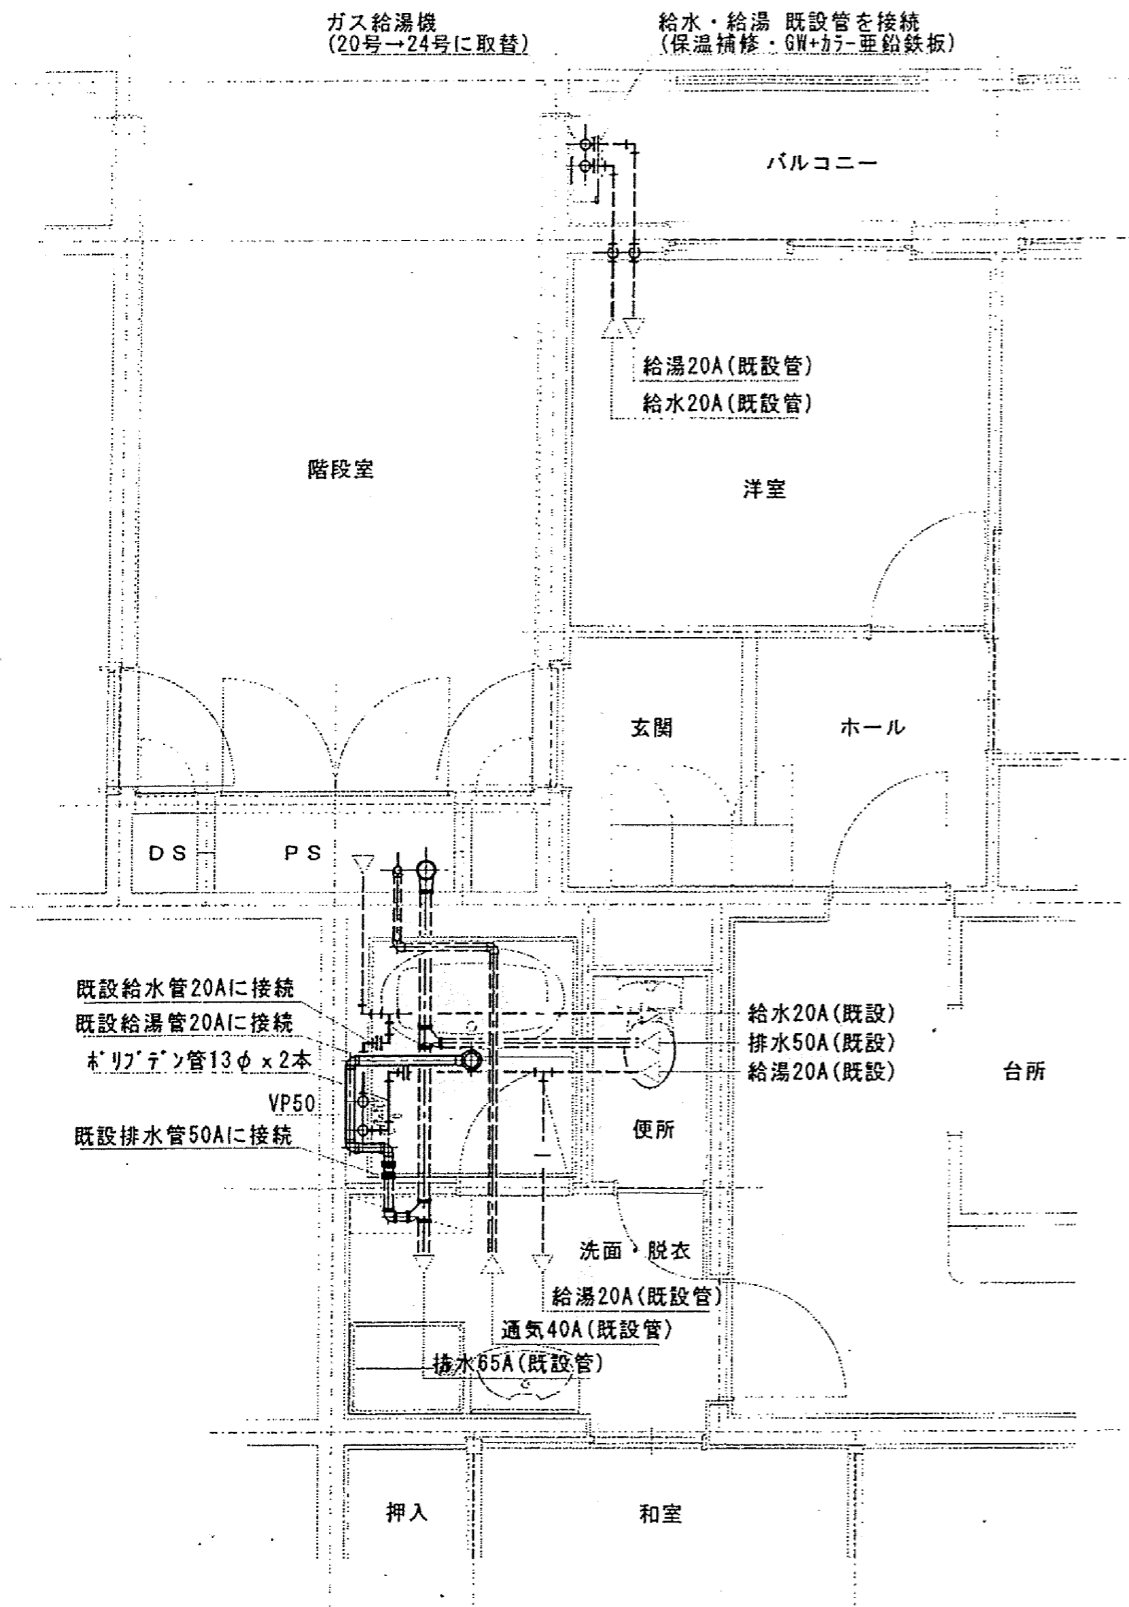 ガス給湯機
(20号→24号に取替)
給水・給湯 既設管を接続
(保温補修・GW+ｶﾗｰ亜鉛鉄板)
バルコニー
給湯20A(既設管)
給水20A(既設管)
階段室
洋室
玄関
ホール
DS
PS
既設給水管20Aに接続
既設給湯管20Aに接続
ﾎﾟﾘﾌﾞﾃﾞﾝ管13φx2本
VP50
既設排水管50Aに接続
給水20A(既設)
排水50A(既設)
給湯20A(既設)
台所
便所
洗面・脱衣
給湯20A(既設管)
通気40A(既設管)
排水65A(既設管)
押入
和室